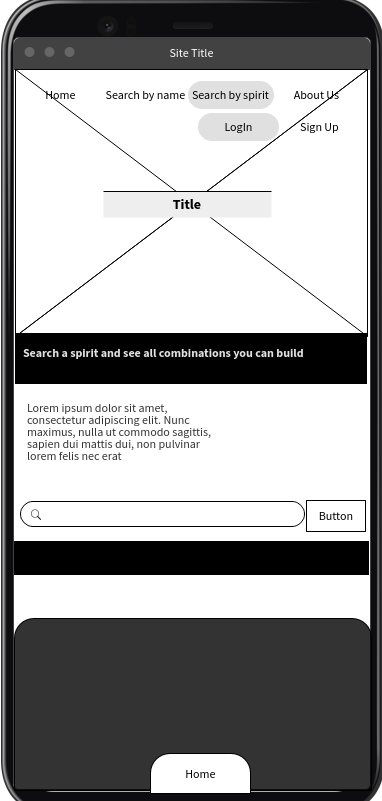 Site Title
Home Search by name Search by spirit About Us
LogIn Sign Up
Title
Search a spirit and see all combinations you can build
Lorem ipsum dolor sit amet,
consectetur adipiscing elit. Nunc
maximus, nulla ut commodo sagittis,
sapien dui mattis dui, non pulvinar
lorem felis nec erat
Button
Home